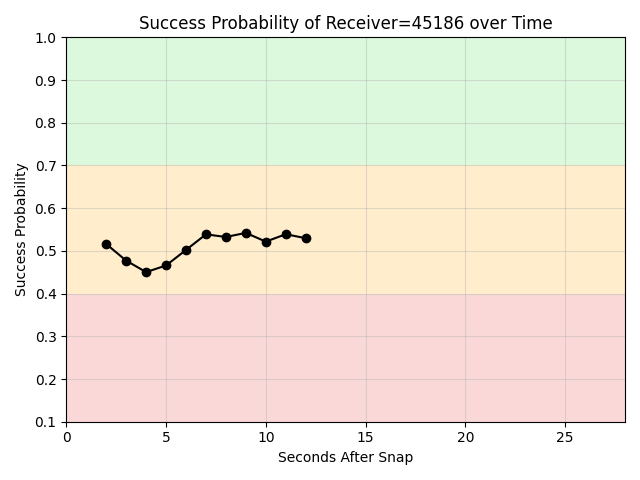 Success Probability of Receiver=45186 over Time
1.0
0.9
0.8
0.7
0.6
0.5
0.4
0.3
0.2
0.1
Success Probability
0 5 10 15 20 25
Seconds After Snap